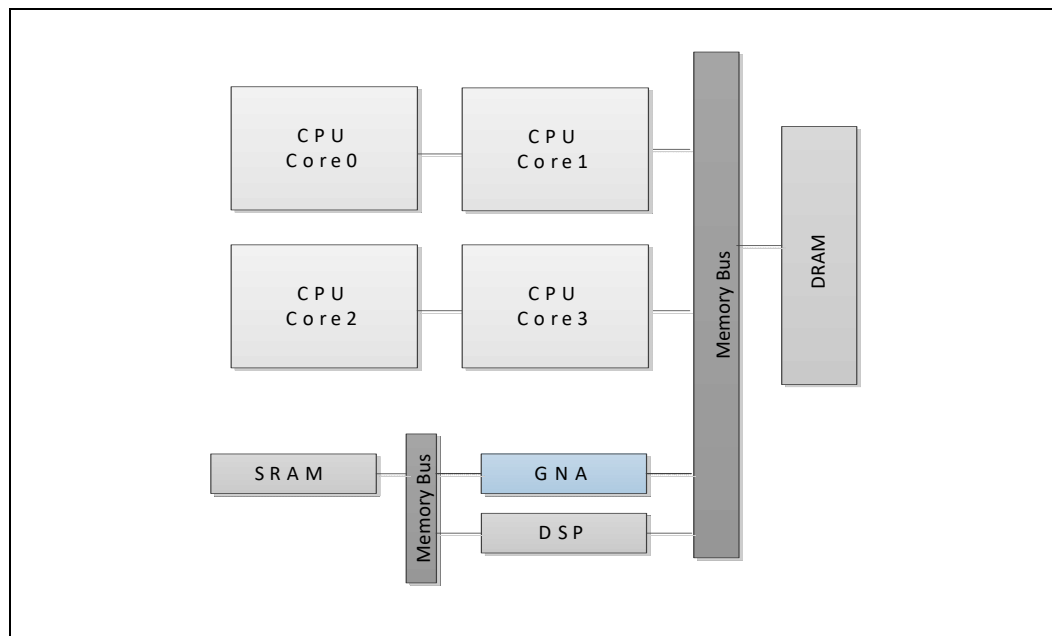 CPU
Core0
CPU
Core1
CPU
Core2
CPU
Core3
Memory Bus
DRAM
SRAM
Memory Bus
GNA
DSP